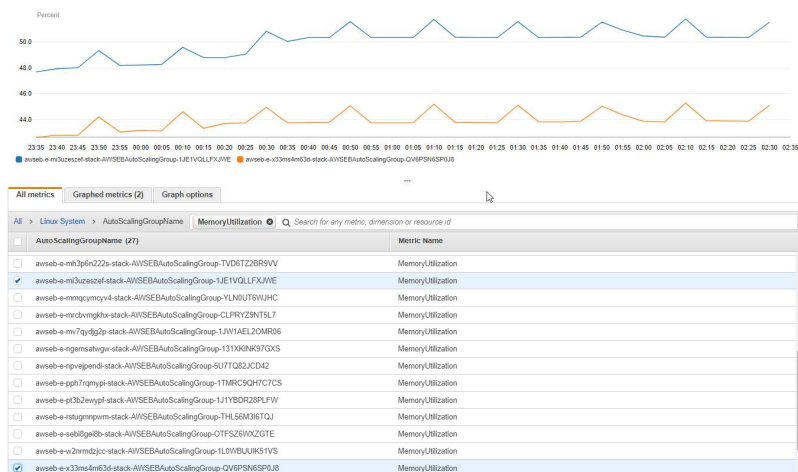 Percent
50.0
48.0
46.0
44.0
23:35 23:40 23:45 23:50 23:55 00:00 00:05 00:10 00:15 00:20 00:25 00:30 00:35 00:40 00:45 00:50 00:55 01:00 01:05 01:10 01:15 01:20 01:25 01:30 01:35 01:40 01:45 01:50 01:55 02:00 02:05 02:10 02:15 02:20 02:25 02:30 02:35
awseb-e-mi3uzeszef-stack-AWSEBAutoScalingGroup-1JE1VQLLFXJWE awseb-e-x33ms4m63d-stack-AWSEBAutoScalingGroup-QV6PSN6SP0J8
All metrics Graphed metrics (2) Graph options
All > Linux System > AutoScalingGroupName MemoryUtilization Search for any metric, dimension or resource id
AutoScalingGroupName (27) Metric Name
awseb-e-mh3p6n222s-stack-AWSEBAutoScalingGroup-TVD6TZ2BR9VV MemoryUtilization
awseb-e-mi3uzeszef-stack-AWSEBAutoScalingGroup-1JE1VQLLFXJWE MemoryUtilization
awseb-e-mmqcymcyv4-stack-AWSEBAutoScalingGroup-YLN0UT6WJHC MemoryUtilization
awseb-e-mrcbvmgkhx-stack-AWSEBAutoScalingGroup-CLPRYZ9NT5L7 MemoryUtilization
awseb-e-mv7qydjg2p-stack-AWSEBAutoScalingGroup-1JW1AEL2OMR06 MemoryUtilization
awseb-e-ngemsatwgw-stack-AWSEBAutoScalingGroup-131XKINK97GXS MemoryUtilization
awseb-e-npvejpendi-stack-AWSEBAutoScalingGroup-5U7TQ82JCD42 MemoryUtilization
awseb-e-pph7rqmypi-stack-AWSEBAutoScalingGroup-1TMRC9QH7C7CS MemoryUtilization
awseb-e-pt3b2ewypf-stack-AWSEBAutoScalingGroup-1J1YBDR28PLFW MemoryUtilization
awseb-e-rstugmnpwm-stack-AWSEBAutoScalingGroup-THL56M3I6TQJ MemoryUtilization
awseb-e-sebi8gei8b-stack-AWSEBAutoScalingGroup-OTFSZ6WXZGTE MemoryUtilization
awseb-e-w2nrmdzjcc-stack-AWSEBAutoScalingGroup-1L0WBUUIK51VS MemoryUtilization
awseb-e-x33ms4m63d-stack-AWSEBAutoScalingGroup-QV6PSN6SP0J8 MemoryUtilization